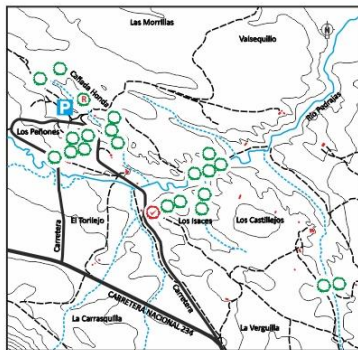 Las Morrillas
Valsequillo
N
Cañada Honda
R
P
Río Pedrajas
Los Peñones
El Torilejo
Los Isaces
Los Castillejos
Carretera
Carretera
CARRETERA NACIONAL 234
La Carrasquilla
La Verguilla